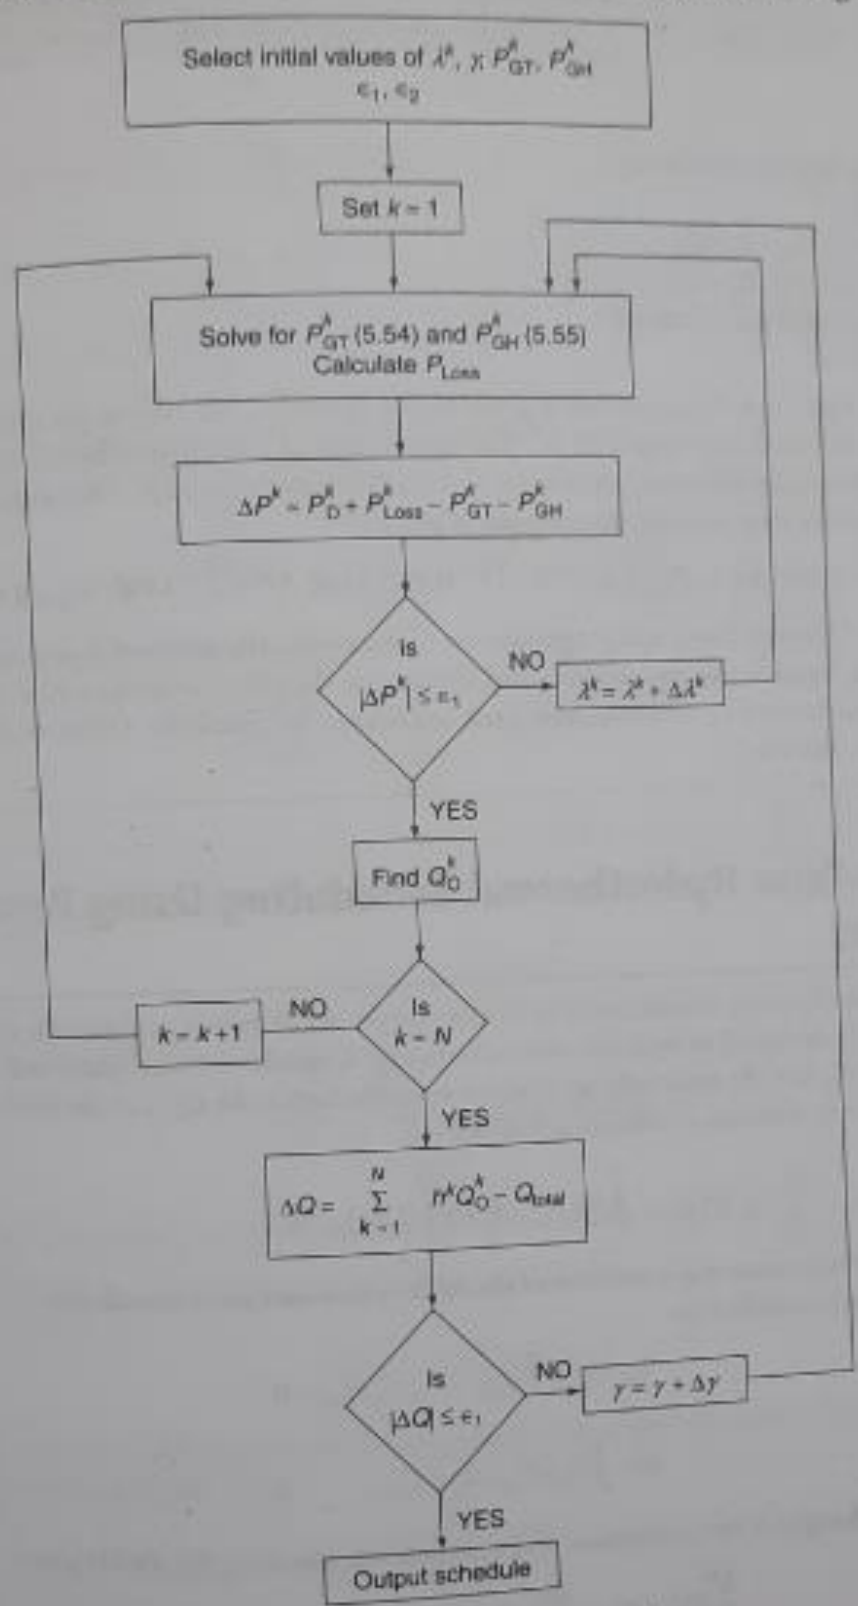 Select initial values of λ^k, γ, P^k_GT, P^k_GH
ϵ₁, ϵ₂
Set k = 1
Solve for P^k_GT (5.54) and P^k_GH (5.55)
Calculate P_Loss
ΔP^k = P^k_D + P^k_Loss − P^k_GT − P^k_GH
Is
|ΔP^k| ≤ ϵ₁
NO
λ^k = λ^k + Δλ^k
YES
Find Q^k_O
Is
k = N
NO
k = k+1
YES
ΔQ = Σ_{k=1}^{N} n^k Q^k_O − Q_total
Is
|ΔQ| ≤ ϵ₁
NO
γ = γ + Δγ
YES
Output schedule